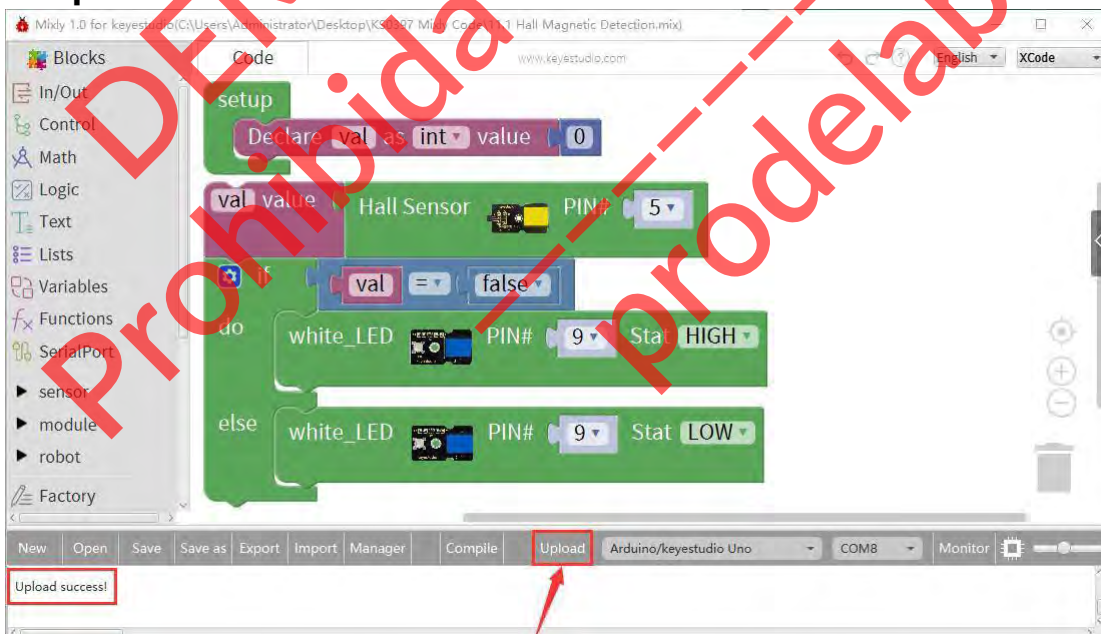 Mixly 1.0 for keyestudio(C:\Users\Administrator\Desktop\KS0397 Mixly Code\11.1 Hall Magnetic Detection.mix)
Blocks
Code
www.keyestudio.com
English
XCode
In/Out
Control
Math
Logic
Text
Lists
Variables
Functions
SerialPort
sensor
module
robot
Factory
setup
Declare val as int value 0
val value Hall Sensor PIN# 5
if val = false
do white_LED PIN# 9 Stat HIGH
else white_LED PIN# 9 Stat LOW
New Open Save Save as Export Import Manager Compile Upload Arduino/keyestudio Uno COM8 Monitor
Upload success!
Prohibida
prodelab